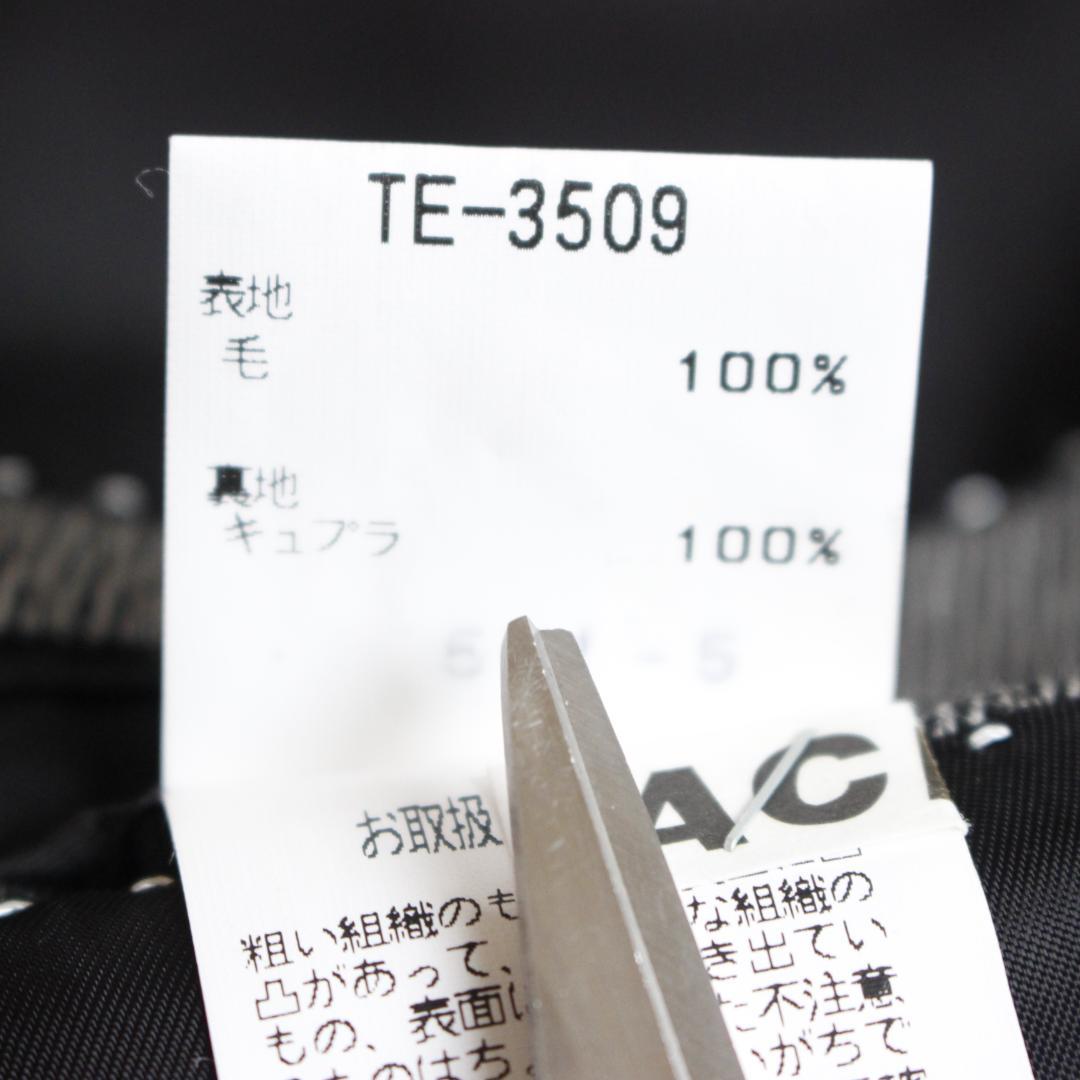 TE-3509
表地
毛 100%
裏地
キュプラ 100%
AC
お取扱
粗い組織のも な組織の
凸があって、 き出てい
もの、表面に 不注意
がちで